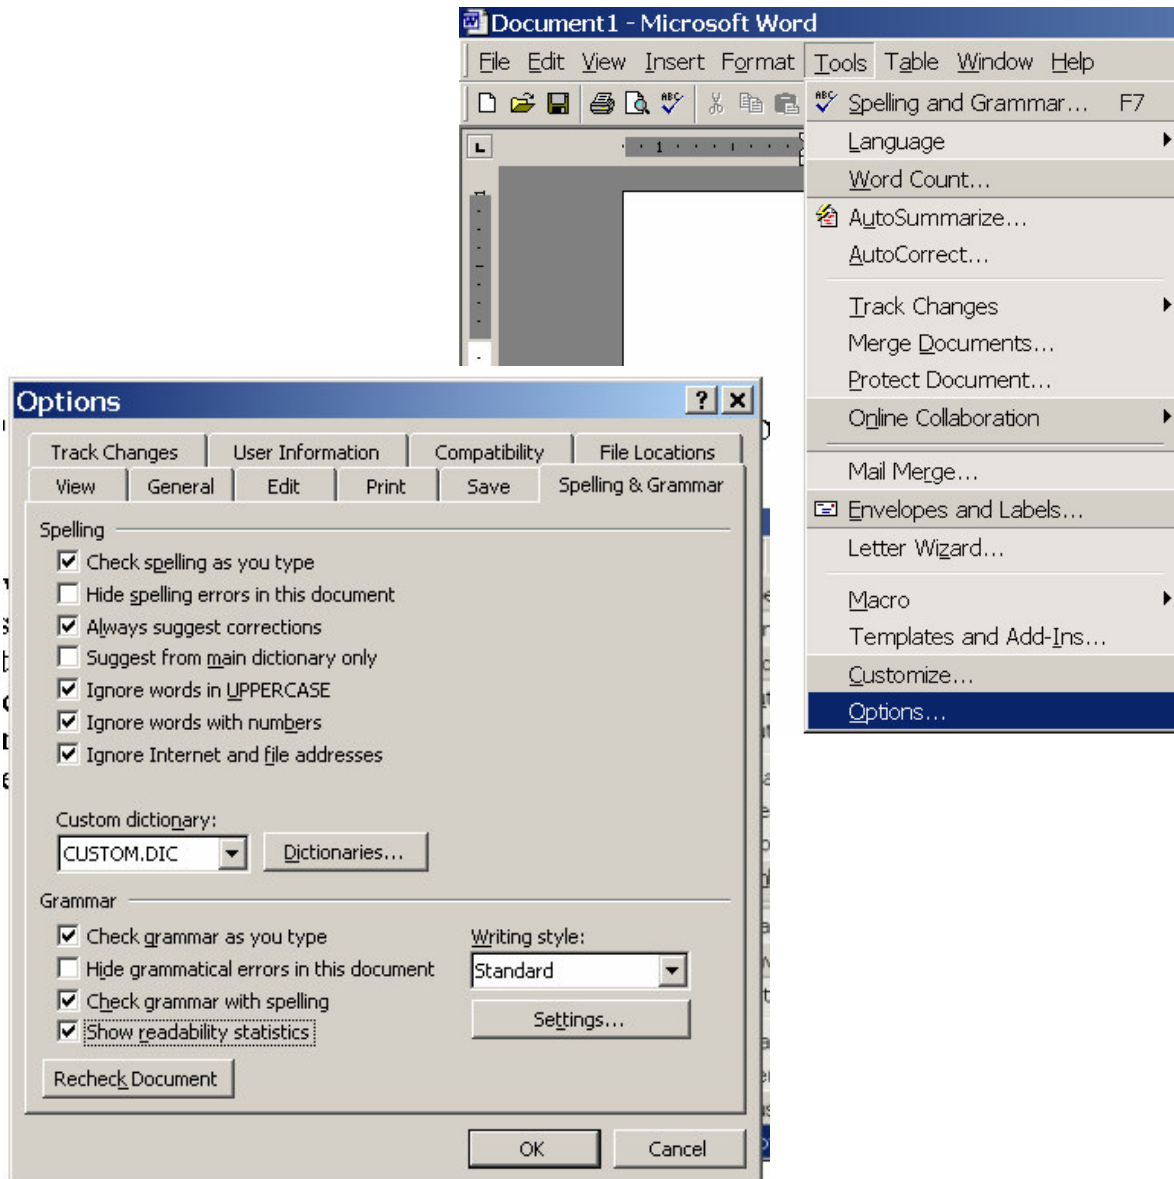 Document1 - Microsoft Word
File Edit View Insert Format Tools Table Window Help
ABC
ABC Spelling and Grammar... F7
Language
1
Word Count...
AutoSummarize...
AutoCorrect...
Track Changes
Merge Documents...
Protect Document...
Online Collaboration
Mail Merge...
Envelopes and Labels...
Letter Wizard...
Macro
Templates and Add-Ins...
Customize...
Options...
Options ?
Track Changes User Information Compatibility File Locations
View General Edit Print Save Spelling & Grammar
Spelling
Check spelling as you type
Hide spelling errors in this document
Always suggest corrections
Suggest from main dictionary only
Ignore words in UPPERCASE
Ignore words with numbers
Ignore Internet and file addresses
Custom dictionary:
CUSTOM.DIC Dictionaries...
Grammar
Check grammar as you type
Hide grammatical errors in this document
Check grammar with spelling
Show readability statistics
Writing style:
Standard
Settings...
Recheck Document
OK Cancel